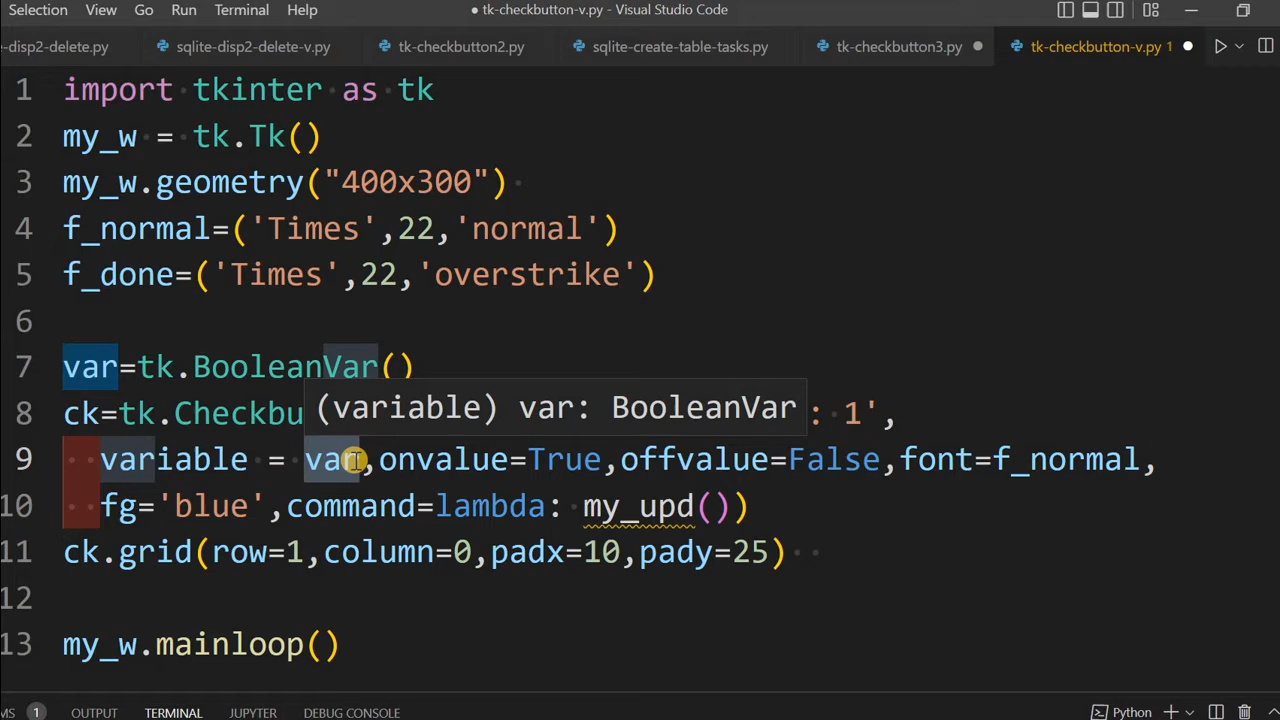 Selection View Go Run Terminal Help ● tk-checkbutton-v.py - Visual Studio Code
-disp2-delete.py sqlite-disp2-delete-v.py tk-checkbutton2.py sqlite-create-table-tasks.py tk-checkbutton3.py ● tk-checkbutton-v.py 1 ●
1 import tkinter as tk
2 my_w = tk.Tk()
3 my_w.geometry("400x300")
4 f_normal=('Times',22,'normal')
5 f_done=('Times',22,'overstrike')
6
7 var=tk.BooleanVar()
(variable) var: BooleanVar
8 ck=tk.Checkbu : 1',
9 variable = var,onvalue=True,offvalue=False,font=f_normal,
10 fg='blue',command=lambda: my_upd())
11 ck.grid(row=1,column=0,padx=10,pady=25)
12
13 my_w.mainloop()
MS 1 OUTPUT TERMINAL JUPYTER DEBUG CONSOLE Python